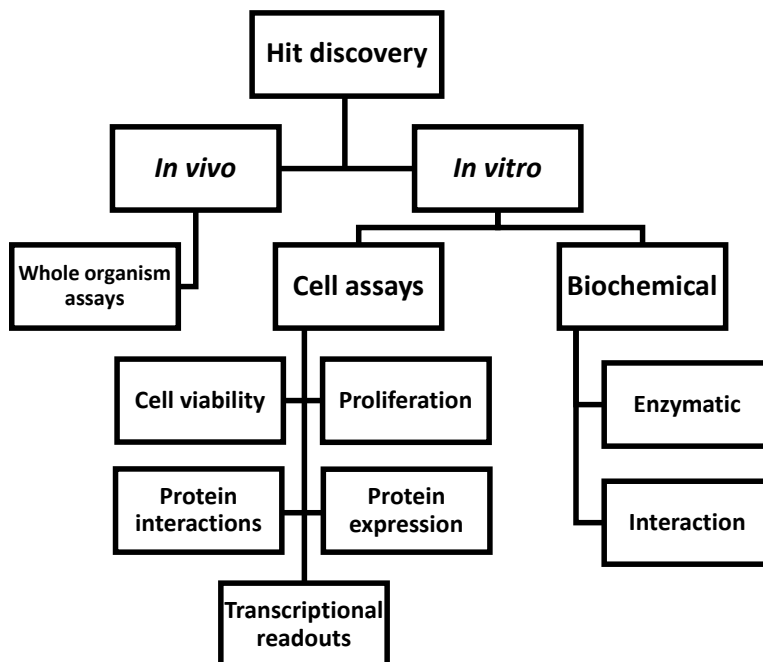 Hit discovery
In vivo
In vitro
Whole organism
assays
Cell assays
Biochemical
Cell viability
Proliferation
Enzymatic
Protein
interactions
Protein
expression
Interaction
Transcriptional
readouts